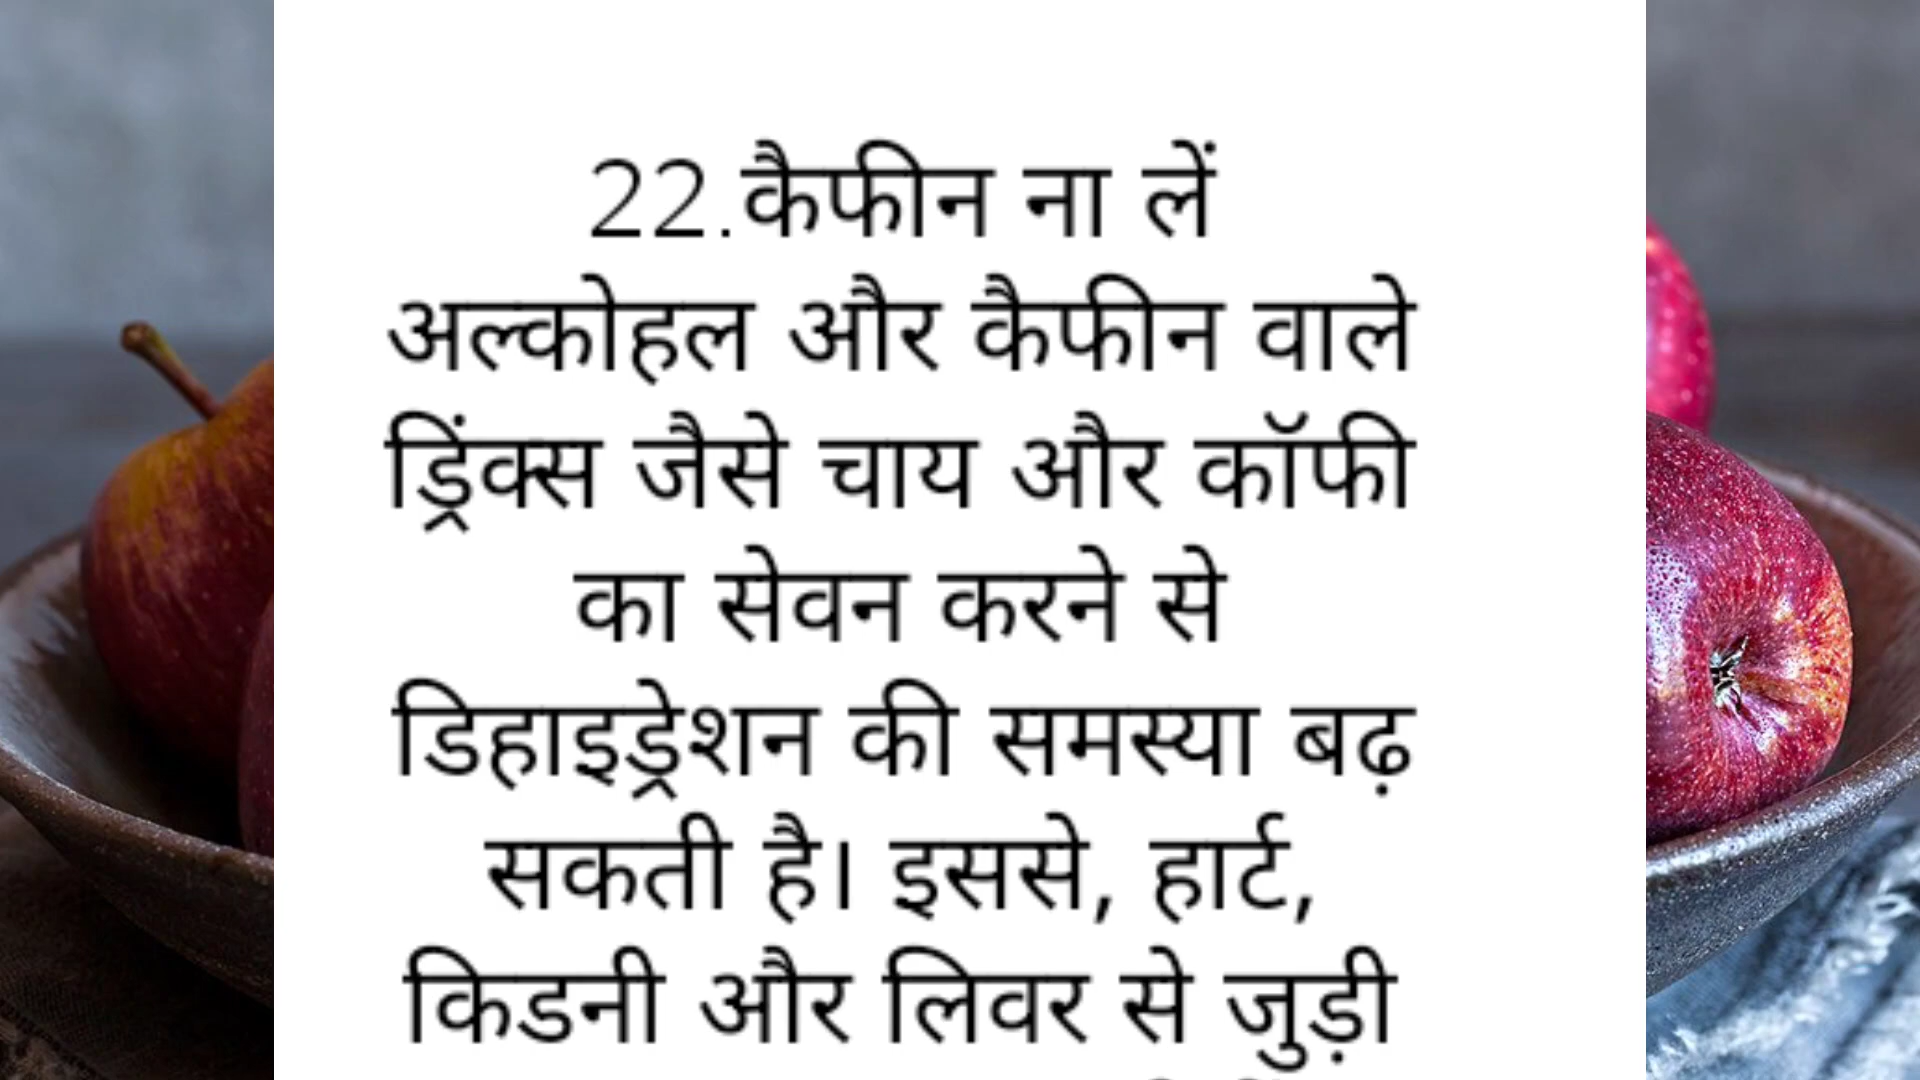 22.कैफीन ना लें
अल्कोहल और कैफीन वाले
ड्रिंक्स जैसे चाय और कॉफी
का सेवन करने से
डिहाइड्रेशन की समस्या बढ़
सकती है। इससे, हार्ट,
किडनी और लिवर से जुड़ी